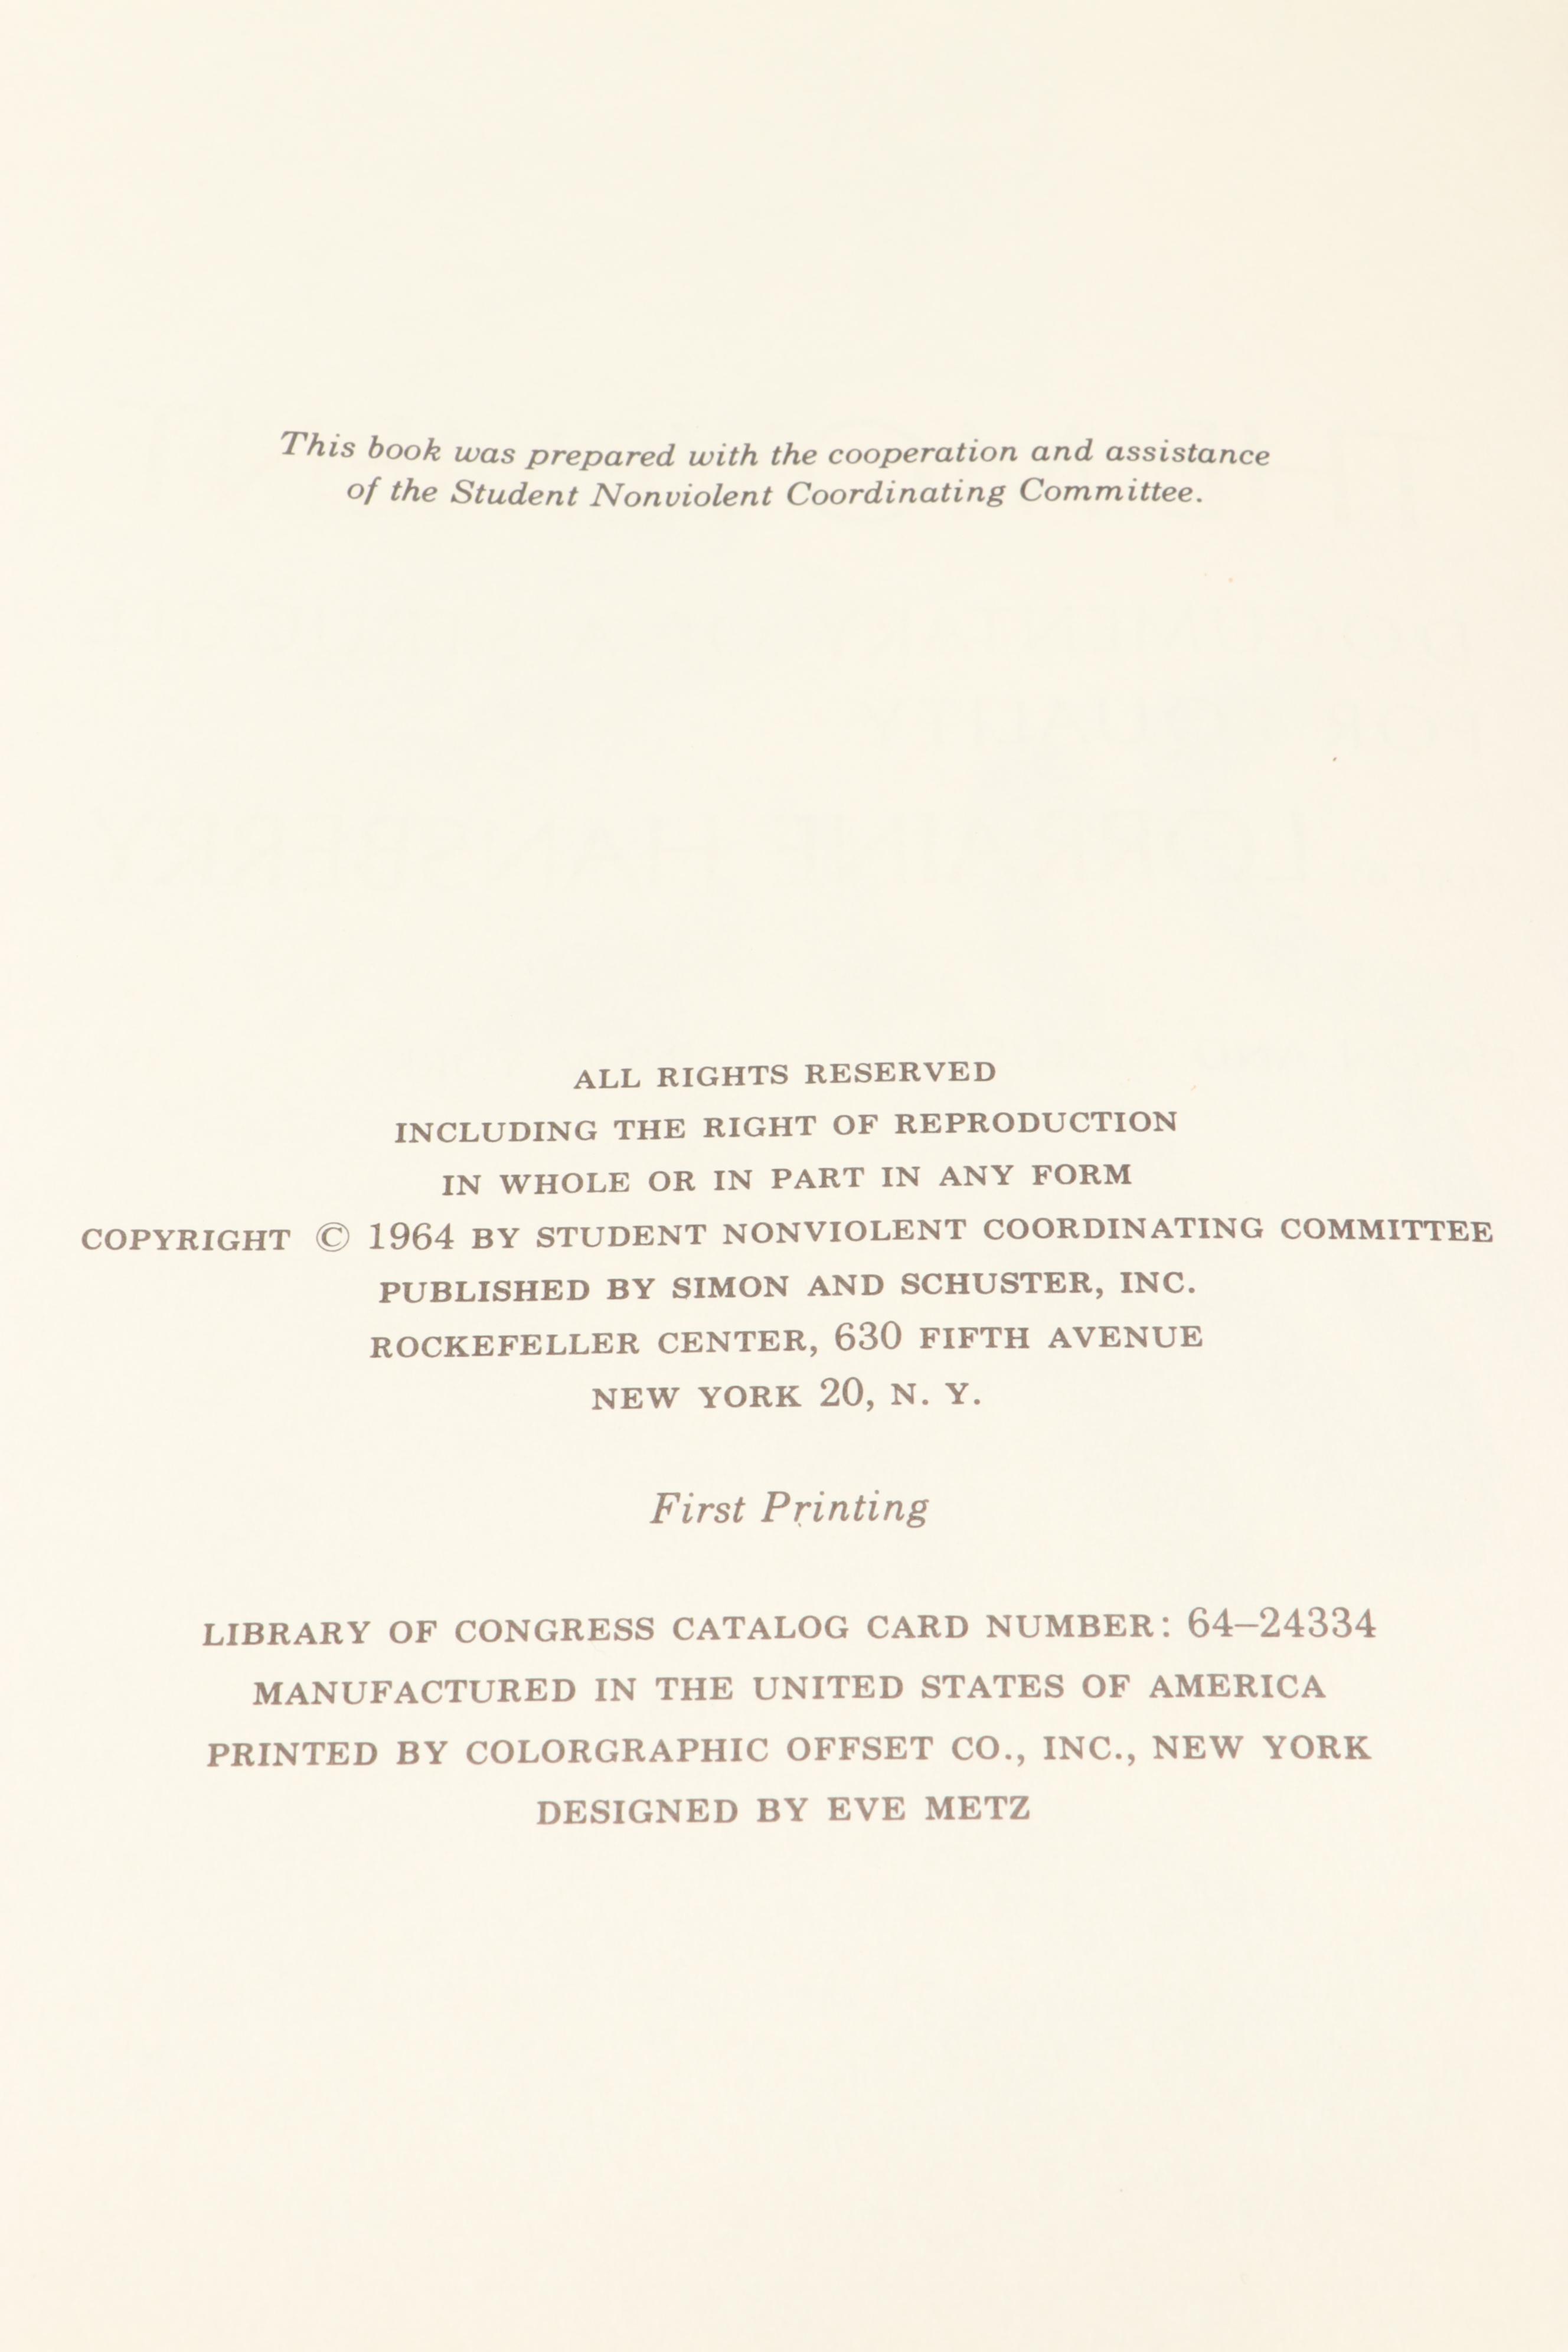 This book was prepared with the cooperation and assistance
of the Student Nonviolent Coordinating Committee.
ALL RIGHTS RESERVED
INCLUDING THE RIGHT OF REPRODUCTION
IN WHOLE OR IN PART IN ANY FORM
COPYRIGHT © 1964 BY STUDENT NONVIOLENT COORDINATING COMMITTEE
PUBLISHED BY SIMON AND SCHUSTER, INC.
ROCKEFELLER CENTER, 630 FIFTH AVENUE
NEW YORK 20, N. Y.
First Printing
LIBRARY OF CONGRESS CATALOG CARD NUMBER: 64–24334
MANUFACTURED IN THE UNITED STATES OF AMERICA
PRINTED BY COLORGRAPHIC OFFSET CO., INC., NEW YORK
DESIGNED BY EVE METZ